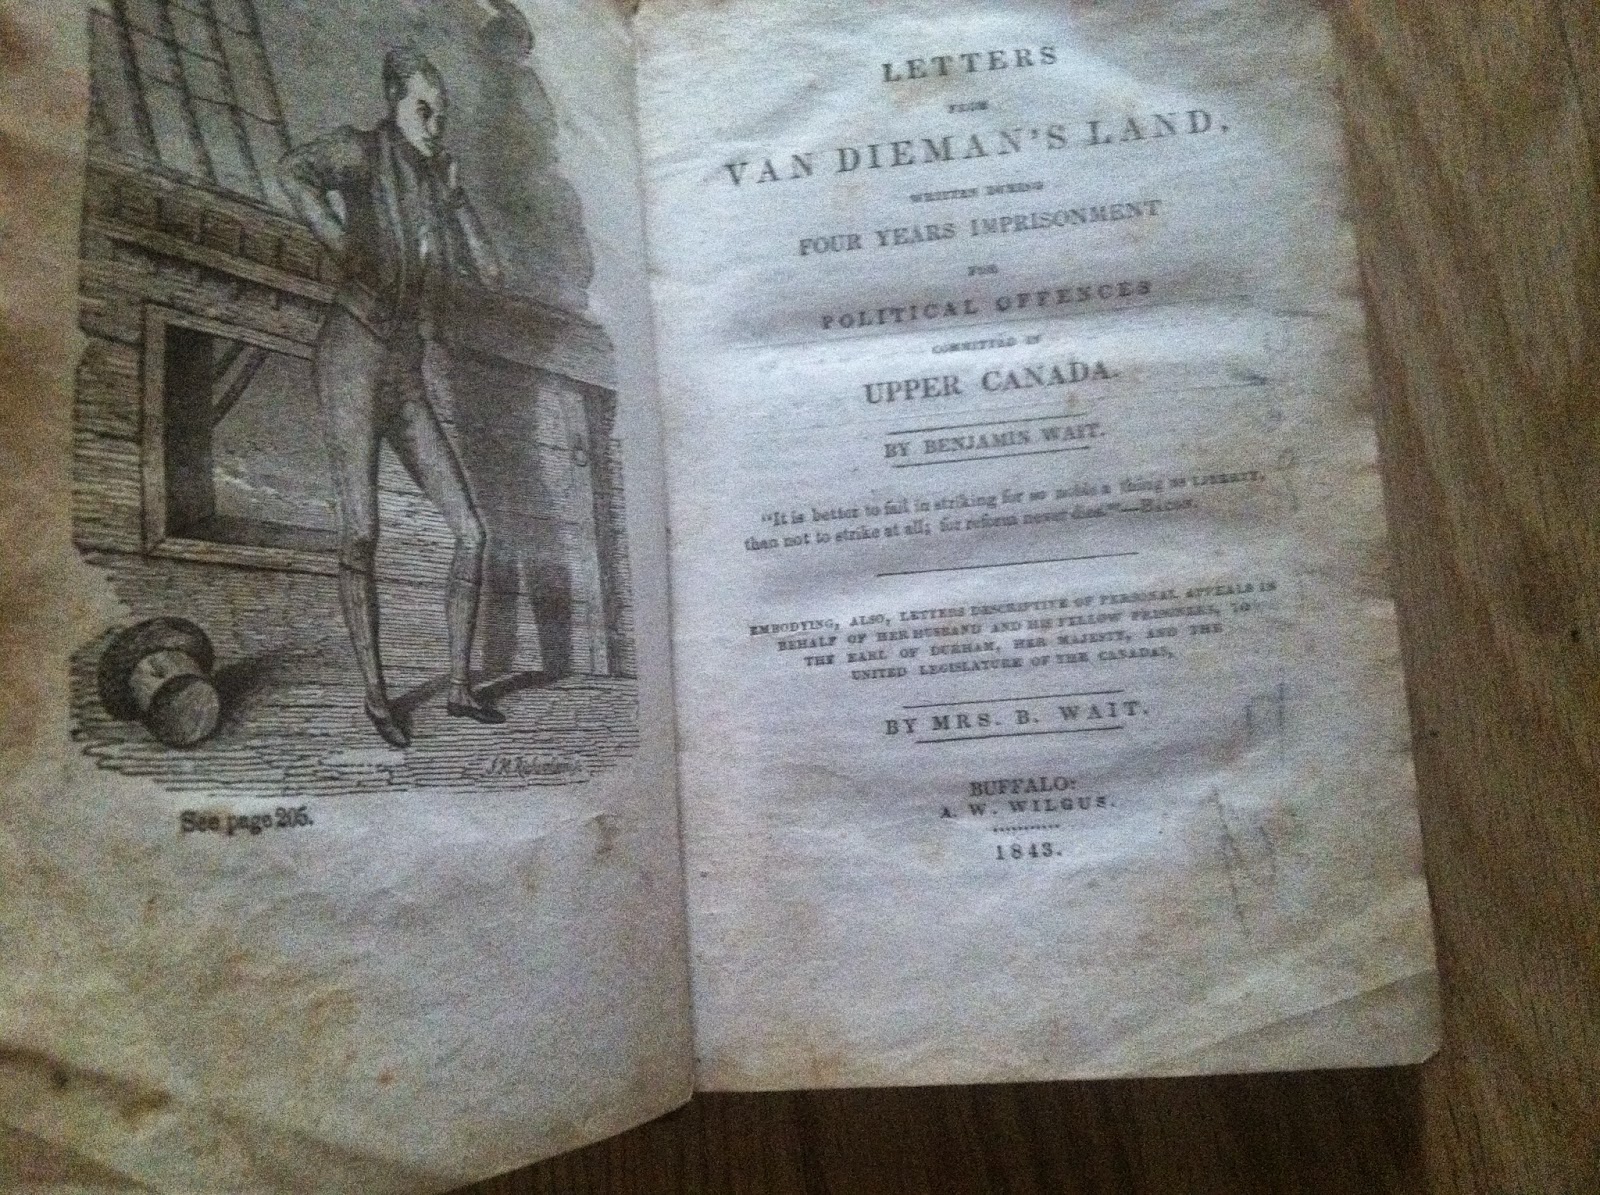 See page 205.
LETTERS
FROM
VAN DIEMAN'S LAND,
WRITTEN DURING
FOUR YEARS IMPRISONMENT
FOR
POLITICAL OFFENCES
COMMITTED IN
UPPER CANADA.
BY BENJAMIN WAIT.
"It is better to fail in striking for so noble a thing as LIBERTY,
than not to strike at all; for reform never dies."—BACON.
EMBODYING, ALSO, LETTERS DESCRIPTIVE OF PERSONAL APPEALS IN
BEHALF OF HER HUSBAND AND HIS FELLOW PRISONERS, TO
THE EARL OF DURHAM, HER MAJESTY, AND THE
UNITED LEGISLATURE OF THE CANADAS,
BY MRS. B. WAIT.
BUFFALO:
A. W. WILGUS.
1843.